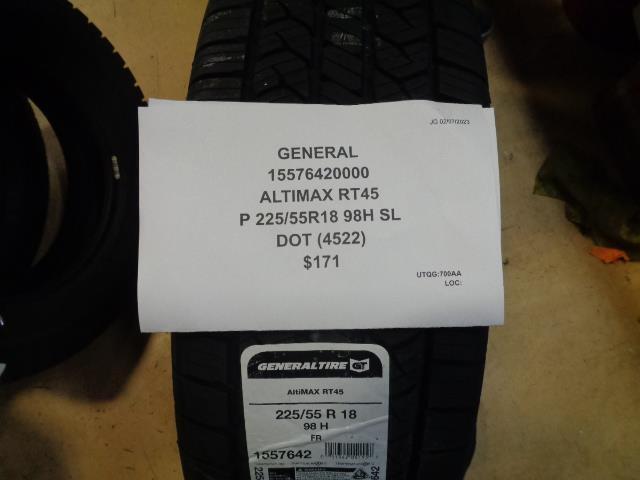 JG 02/07/2023
GENERAL
15576420000
ALTIMAX RT45
P 225/55R18 98H SL
DOT (4522)
$171
UTQG:700AA
LOC:
GENERALTIRE GT
AltiMAX RT45
225/55 R 18
98 H
FR
1557642